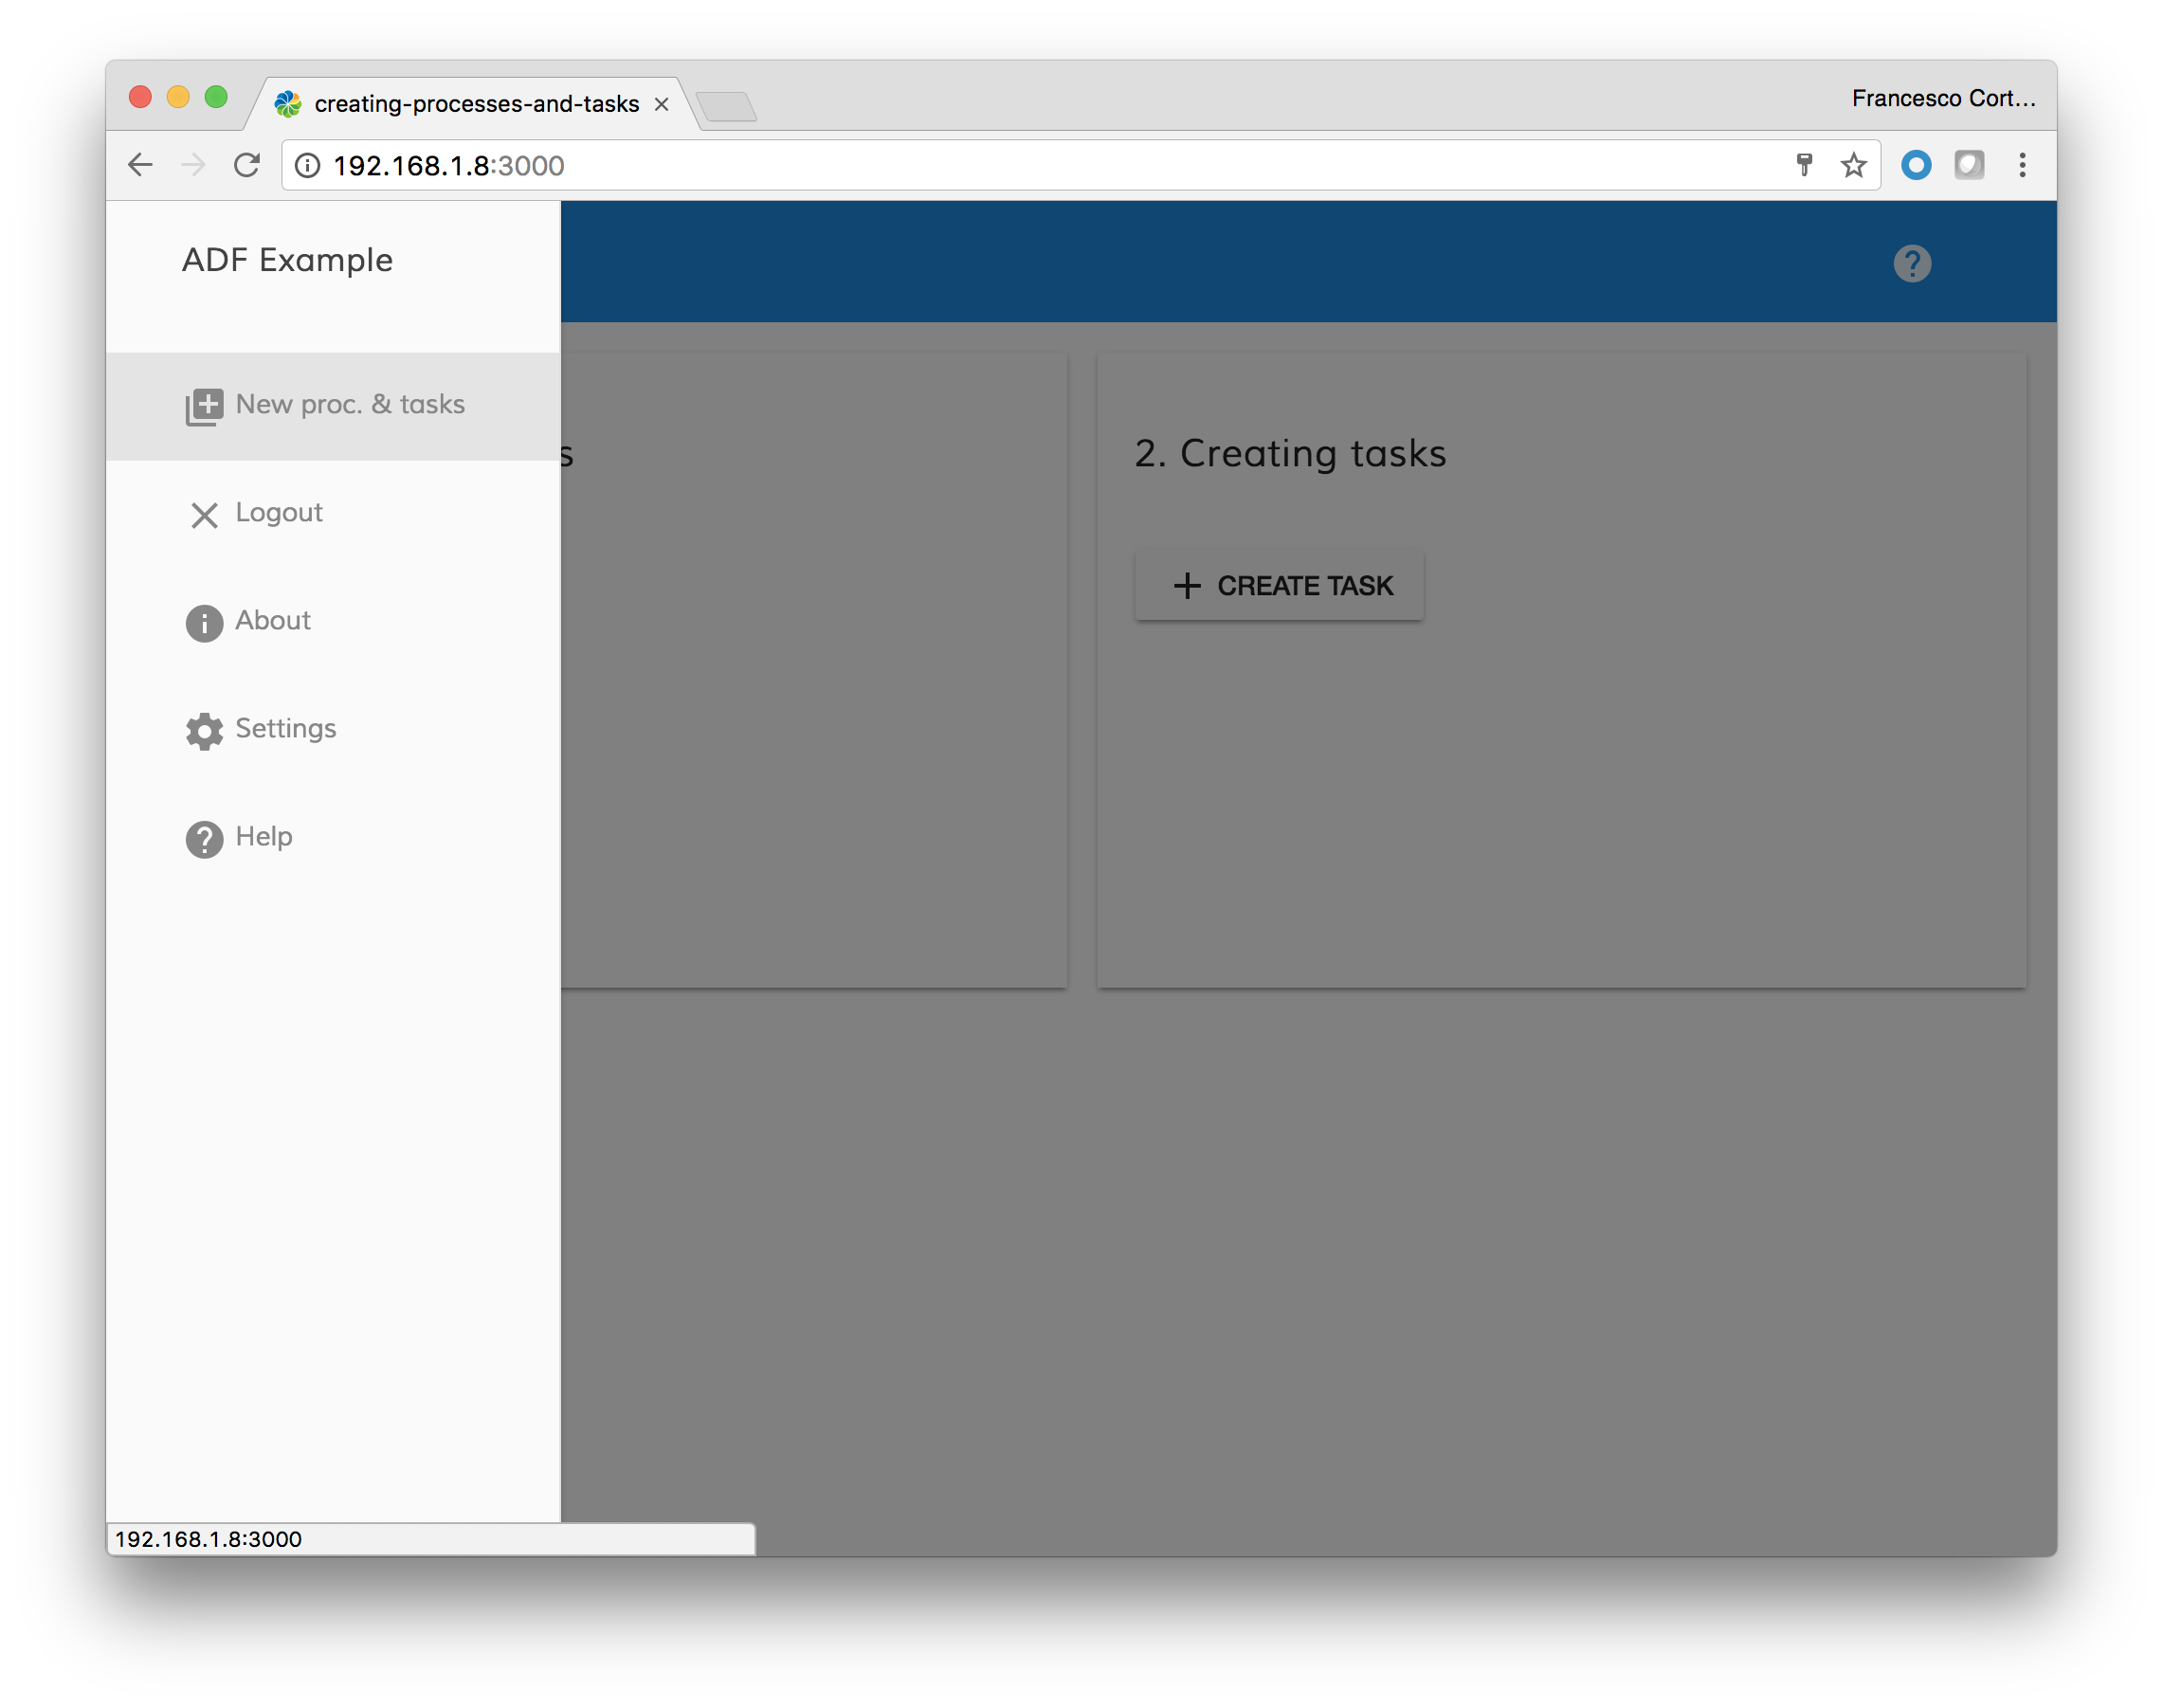 creating-processes-and-tasks
Francesco Cort...
192.168.1.8:3000
ADF Example
New proc. & tasks
Logout
About
Settings
Help
s
2. Creating tasks
CREATE TASK
192.168.1.8:3000